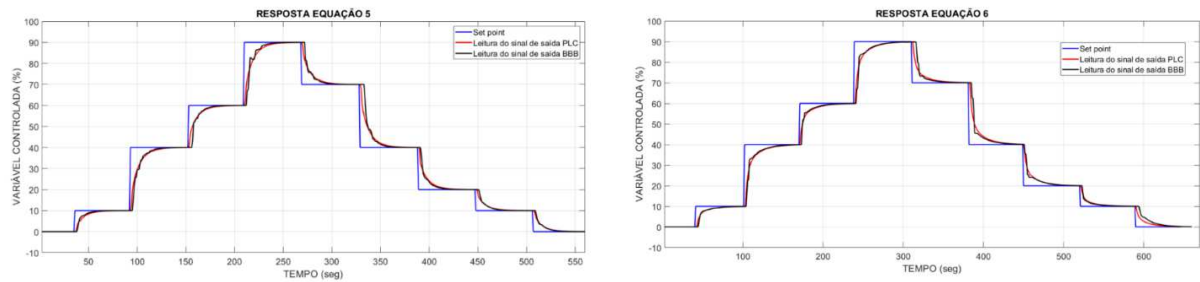 RESPOSTA EQUAÇÃO 5
100
90
80
70
60
50
40
30
20
10
0
-10
VARIÁVEL CONTROLADA (%)
Set point
Leitura do sinal de saída PLC
Leitura do sinal de saída BBB
50 100 150 200 250 300 350 400 450 500 550
TEMPO (seg)
RESPOSTA EQUAÇÃO 6
100
90
80
70
60
50
40
30
20
10
0
-10
VARIÁVEL CONTROLADA (%)
Set point
Leitura do sinal de saida PLC
Leitura do sinal de saida BBB
100 200 300 400 500 600
TEMPO (seg)